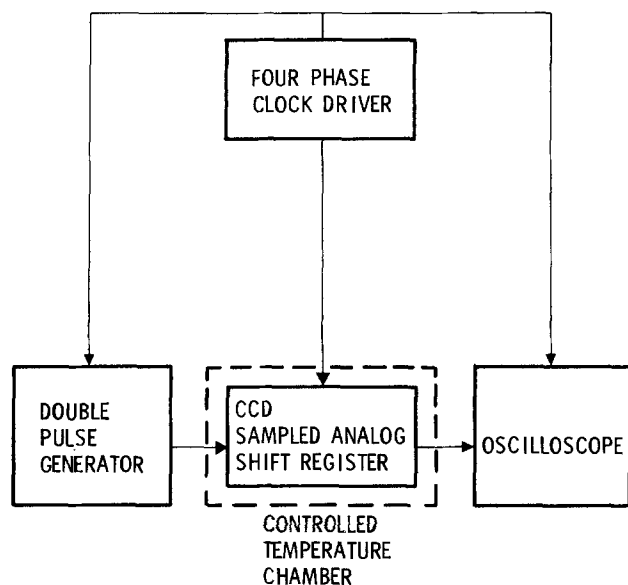 FOUR PHASE
CLOCK DRIVER
DOUBLE
PULSE
GENERATOR
CCD
SAMPLED ANALOG
SHIFT REGISTER
OSCILLOSCOPE
CONTROLLED
TEMPERATURE
CHAMBER